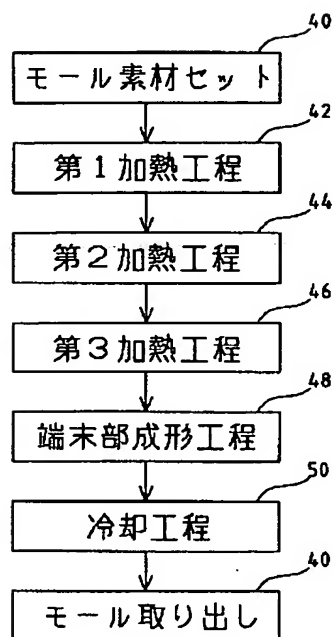 40
モール素材セット
42
第1加熱工程
44
第2加熱工程
46
第3加熱工程
48
端末部成形工程
50
冷却工程
40
モール取り出し